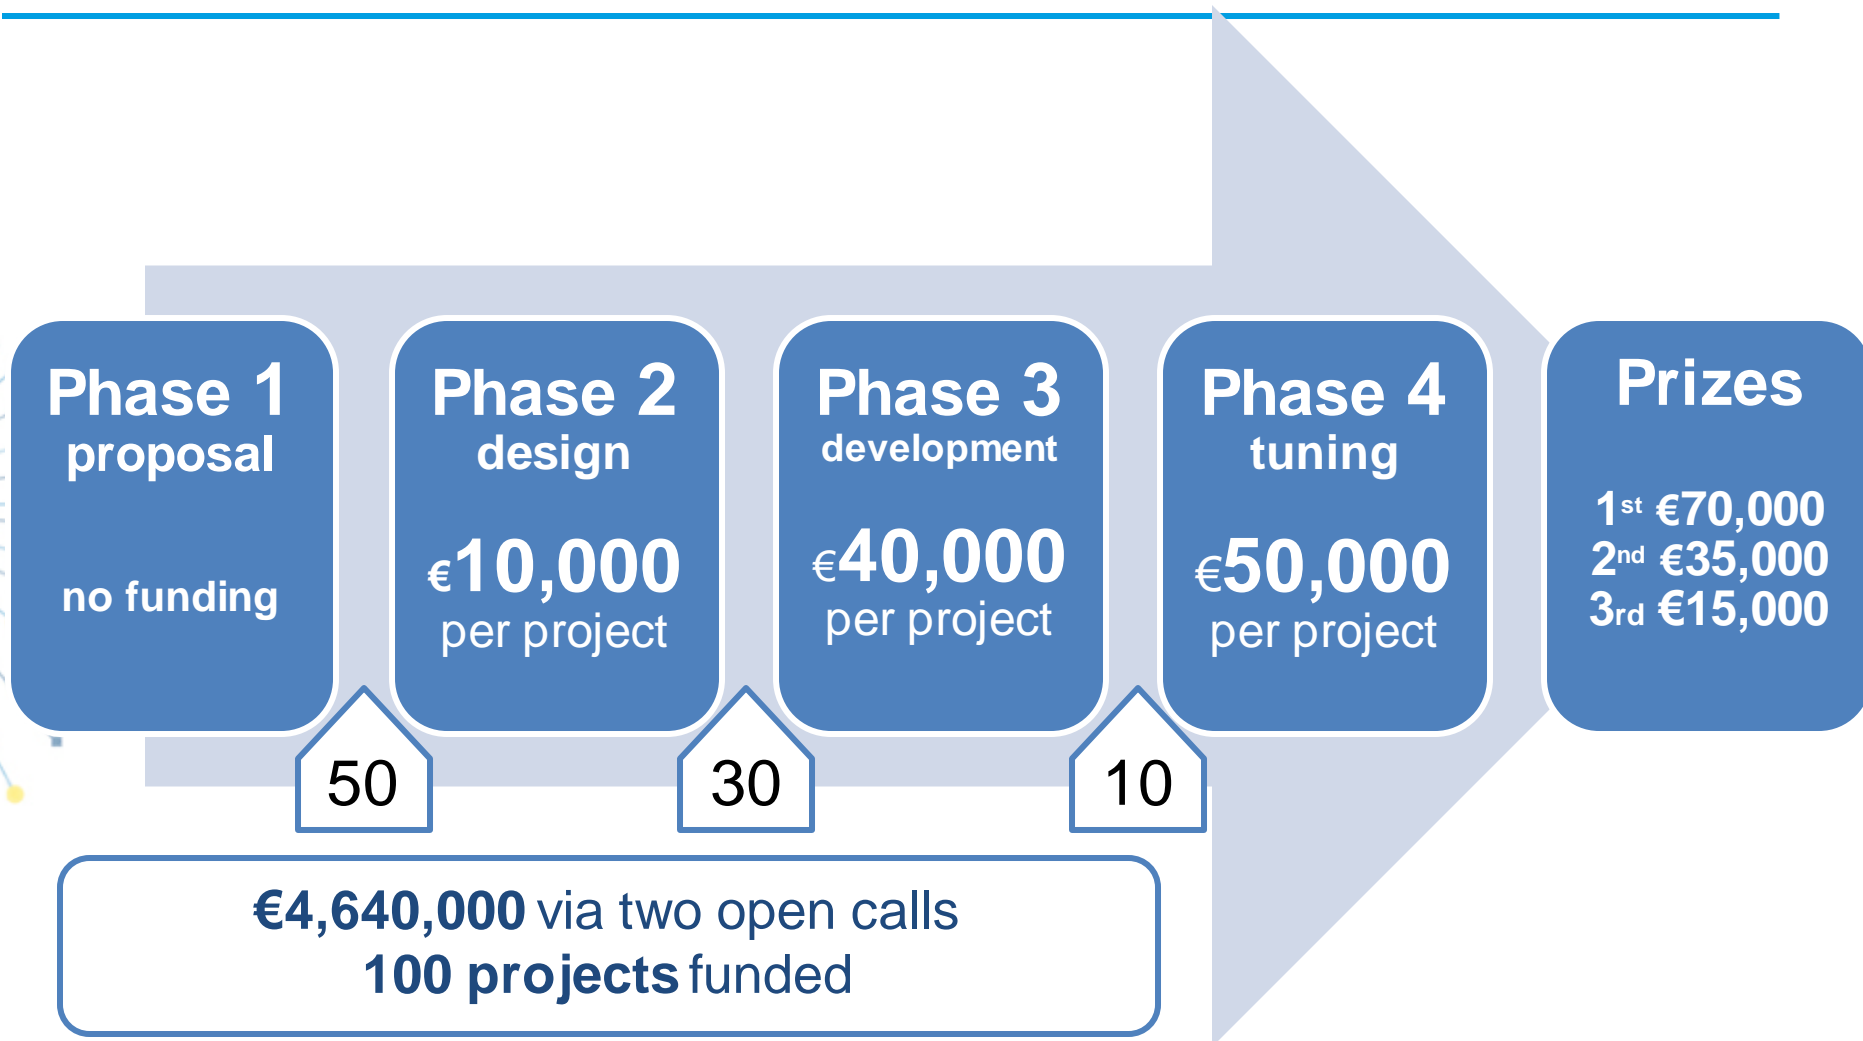 Phase 1
proposal
no funding
Phase 2
design
€10,000
per project
Phase 3
development
€40,000
per project
Phase 4
tuning
€50,000
per project
Prizes
1st €70,000
2nd €35,000
3rd €15,000
50
30
10
€4,640,000 via two open calls
100 projects funded